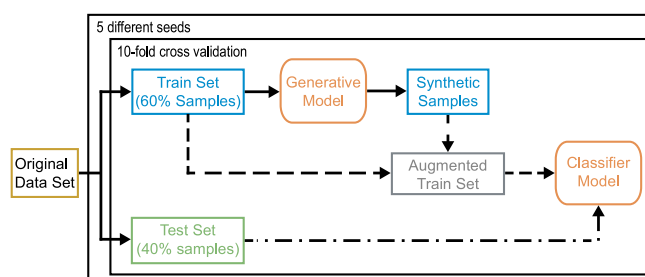 5 different seeds
10-fold cross validation
Train Set
(60% Samples)
Generative
Model
Synthetic
Samples
Original
Data Set
Augmented
Train Set
Classifier
Model
Test Set
(40% samples)